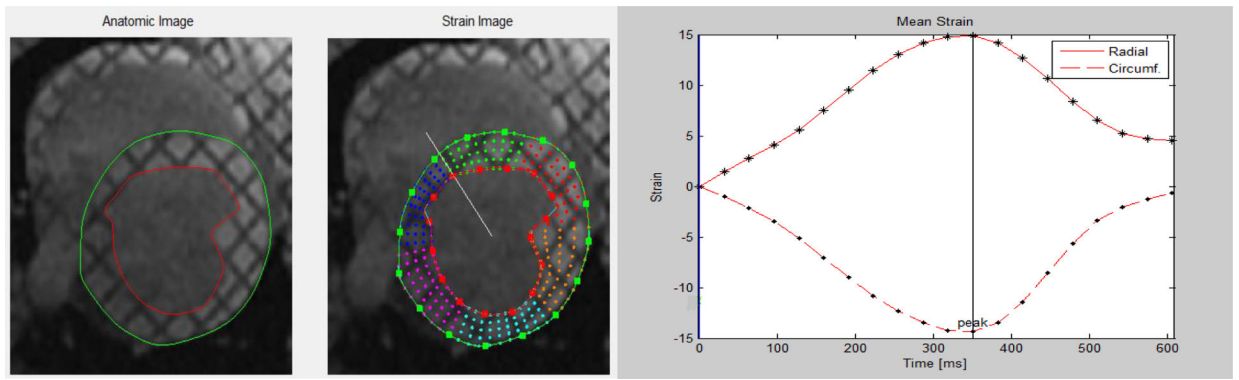 Anatomic Image
Strain Image
Mean Strain
15
10
5
0
-5
-10
-15
Strain
Radial
Circumf.
peak
0
100
200
300
400
500
600
Time [ms]